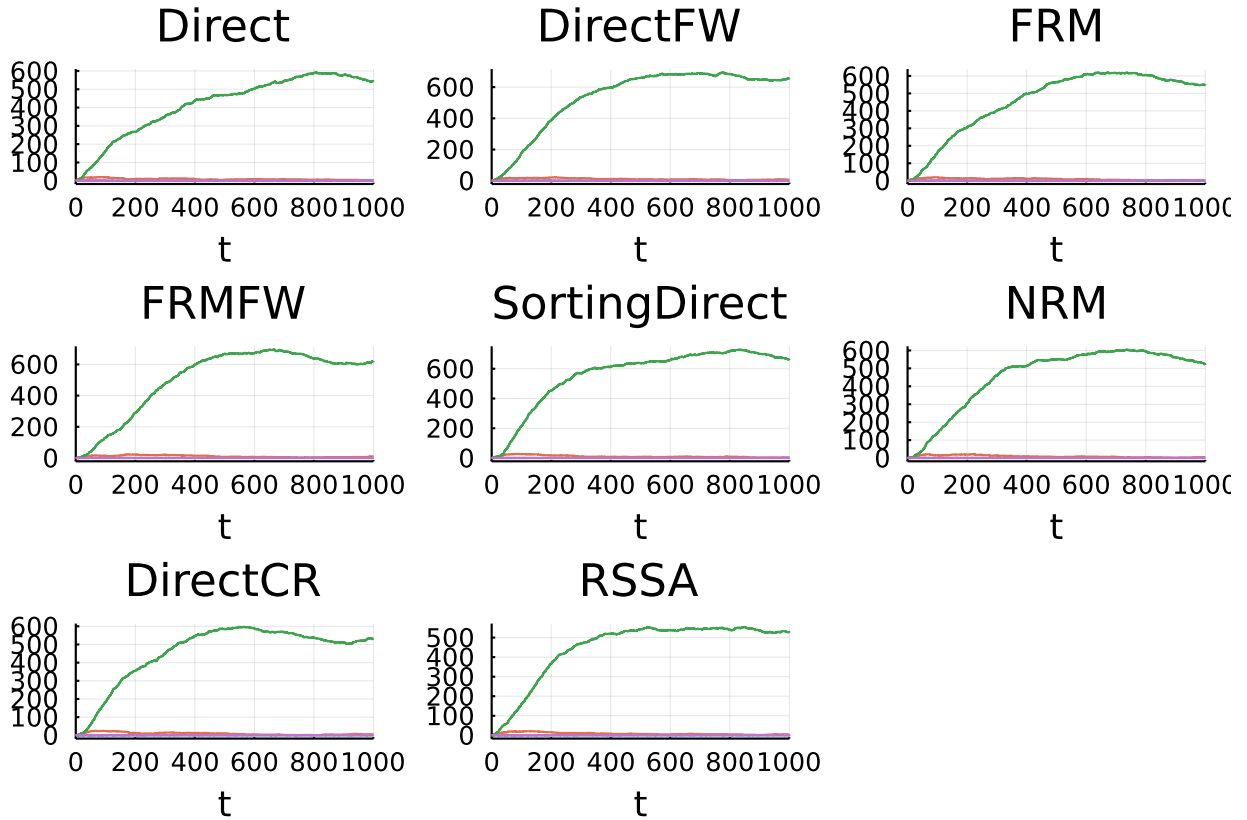 Direct DirectFW FRM
600 500 400 300 200 100 0
600 400 200 0
600 500 400 300 200 100 0
0 200 400 600 800 1000 0 200 400 600 800 1000 0 200 400 600 800 1000
t t t
FRMFW SortingDirect NRM
600 400 200 0
600 400 200 0
600 500 400 300 200 100 0
0 200 400 600 800 1000 0 200 400 600 800 1000 0 200 400 600 800 1000
t t t
DirectCR RSSA
600 500 400 300 200 100 0
500 400 300 200 100 0
0 200 400 600 800 1000 0 200 400 600 800 1000
t t